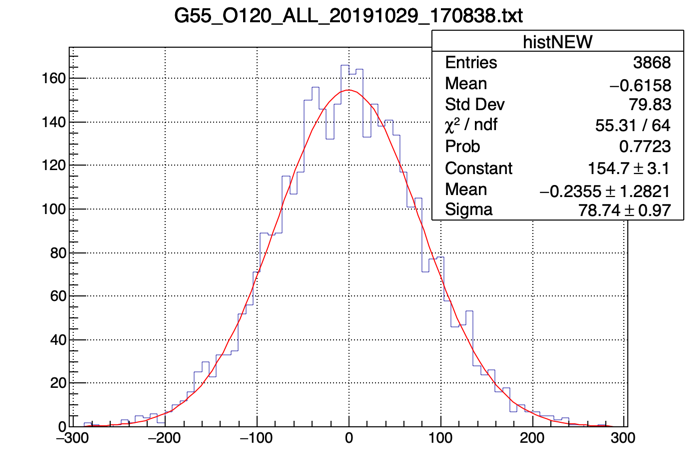 G55_O120_ALL_20191029_170838.txt
histNEW
Entries 3868
Mean −0.6158
Std Dev 79.83
χ² / ndf 55.31 / 64
Prob 0.7723
Constant 154.7 ± 3.1
Mean −0.2355 ± 1.2821
Sigma 78.74 ± 0.97
160
140
120
100
80
60
40
20
0
−300 −200 −100 0 100 200 300